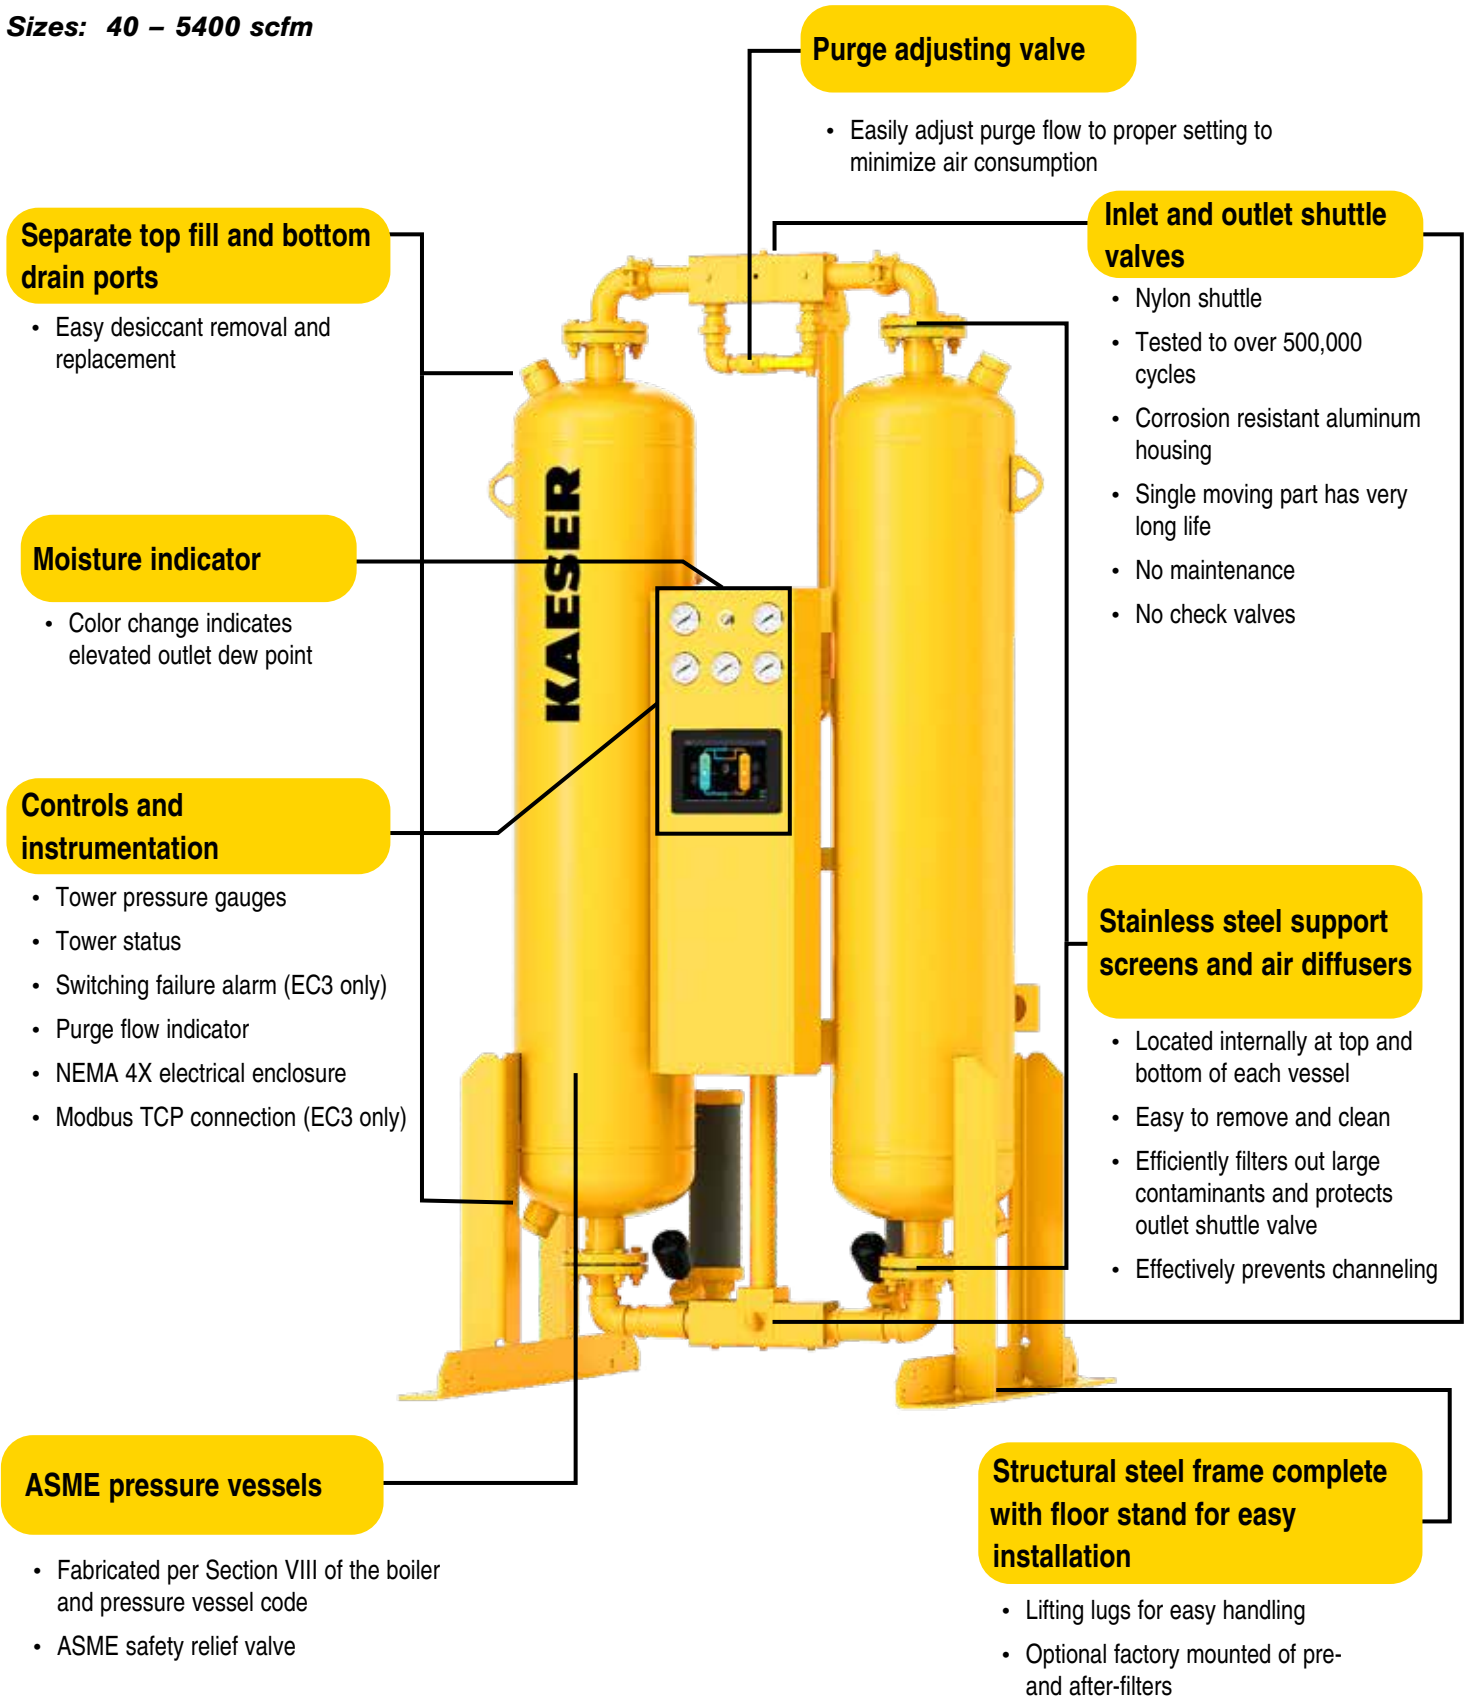 Sizes: 40 – 5400 scfm
Purge adjusting valve
• Easily adjust purge flow to proper setting to
minimize air consumption
Separate top fill and bottom
drain ports
• Easy desiccant removal and
replacement
Inlet and outlet shuttle
valves
• Nylon shuttle
• Tested to over 500,000
cycles
• Corrosion resistant aluminum
housing
• Single moving part has very
long life
• No maintenance
• No check valves
KAESER
Moisture indicator
• Color change indicates
elevated outlet dew point
Controls and
instrumentation
• Tower pressure gauges
• Tower status
• Switching failure alarm (EC3 only)
• Purge flow indicator
• NEMA 4X electrical enclosure
• Modbus TCP connection (EC3 only)
Stainless steel support
screens and air diffusers
• Located internally at top and
bottom of each vessel
• Easy to remove and clean
• Efficiently filters out large
contaminants and protects
outlet shuttle valve
• Effectively prevents channeling
ASME pressure vessels
• Fabricated per Section VIII of the boiler
and pressure vessel code
• ASME safety relief valve
Structural steel frame complete
with floor stand for easy
installation
• Lifting lugs for easy handling
• Optional factory mounted of pre-
and after-filters